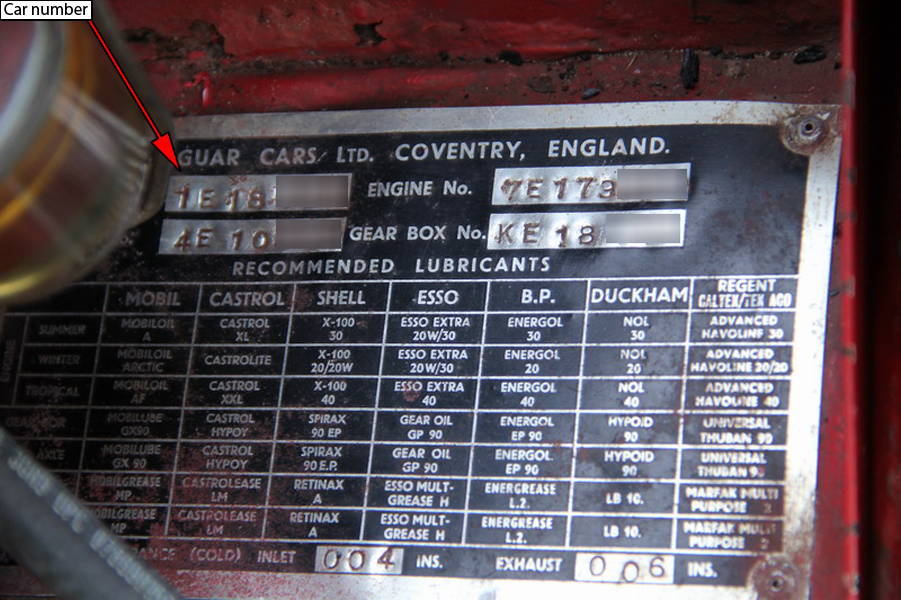 Car number
GUAR CARS, LTD. COVENTRY, ENGLAND.
1E 18 ENGINE No. 7E 179
4E 10 GEAR BOX No. KE 18
RECOMMENDED LUBRICANTS
MOBIL CASTROL SHELL ESSO B.P. DUCKHAM REGENT CALTEX/TEXACO
SUMMER MOBILOIL A CASTROL XL X-100 30 ESSO EXTRA 20W/30 ENERGOL 30 NOL 30 ADVANCED HAVOLINE 30
WINTER MOBILOIL ARCTIC CASTROLITE X-100 20/20W ESSO EXTRA 20W/30 ENERGOL 20 NOL 20 ADVANCED HAVOLINE 20/20
TROPICAL MOBILOIL AF CASTROL XXL X-100 40 ESSO EXTRA 40 ENERGOL 40 NOL 40 ADVANCED HAVOLINE 40
GEAR BOX MOBILUBE GX90 CASTROL HYPOY SPIRAX 90 EP GEAR OIL GP 90 ENERGOL EP 90 HYPOID 90 UNIVERSAL THUBAN 90
AXLE MOBILUBE GX 90 CASTROL HYPOY SPIRAX 90 E.P. GEAR OIL GP 90 ENERGOL EP 90 HYPOID 90 UNIVERSAL THUBAN 90
MOBILGREASE MP CASTROLEASE LM RETINAX A ESSO MULT-GREASE H ENERGREASE L.2. LB 10. MARFAK MULTI PURPOSE 2
MOBILGREASE MP CASTROLEASE LM RETINAX A ESSO MULT-GREASE H ENERGREASE L.2. LB 10. MARFAK MULTI PURPOSE 2
(COLD) INLET 004 INS. EXHAUST 006 INS.